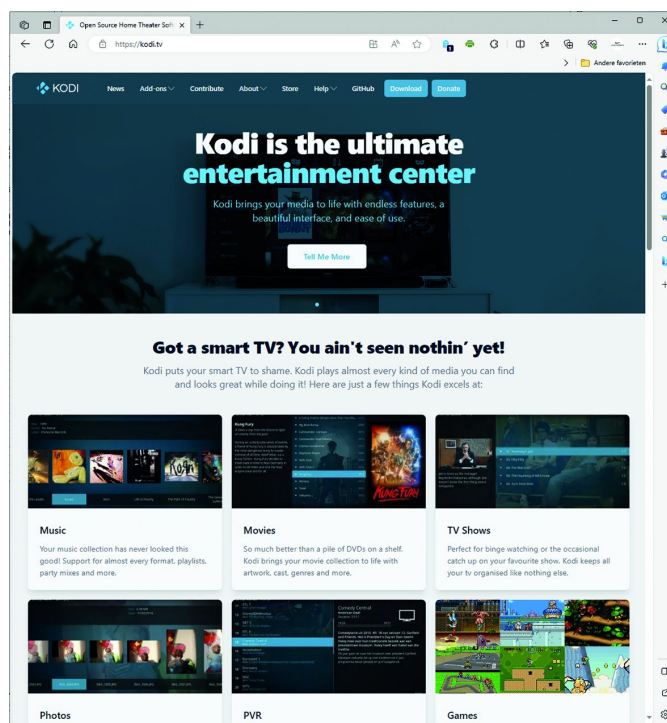 Open Source Home Theater Soft
https://kodi.tv
Andere favorieten
KODI
News
Add-ons
Contribute
About
Store
Help
GitHub
Download
Donate
Kodi is the ultimate
entertainment center
Kodi brings your media to life with endless features, a
beautiful interface, and ease of use.
Tell Me More
Got a smart TV? You ain't seen nothin’ yet!
Kodi puts your smart TV to shame. Kodi plays almost every kind of media you can find
and looks great while doing it! Here are just a few things Kodi excels at:
Kung Fury
KUNG FURY
Music
Your music collection has never looked this
good! Support for almost every format, playlists,
party mixes and more.
Movies
So much better than a pile of DVDs on a shelf.
Kodi brings your movie collection to life with
artwork, cast, genres and more.
TV Shows
Perfect for binge watching or the occasional
catch up on your favourite show. Kodi keeps all
your tv organised like nothing else.
Comedy Central
Photos
PVR
Games